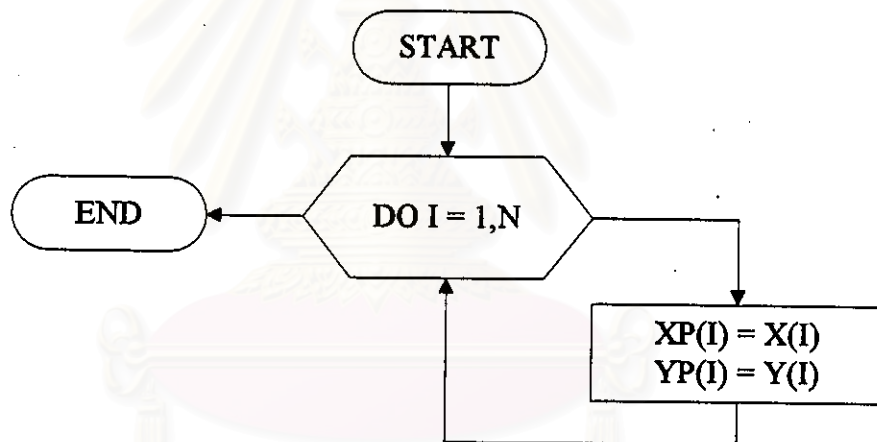 START
END
DO I = 1,N
XP(I) = X(I)
YP(I) = Y(I)